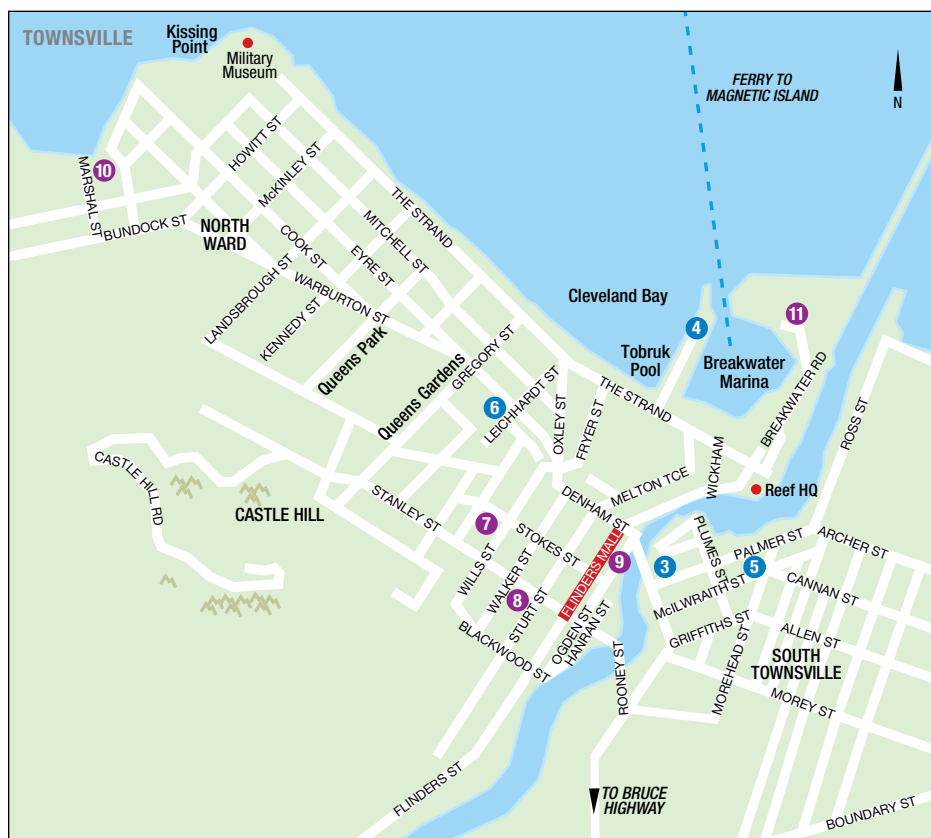 TOWNSVILLE
Kissing
Point
Military
Museum
FERRY TO
MAGNETIC ISLAND
N
HOWITT ST
McKINLEY ST
10
MARSHAL ST
BUNDOCK ST
NORTH
WARD
THE STRAND
MITCHELL ST
COOK ST
EYRE ST
WARBURTON ST
LANDSBROUGH ST
KENNEDY ST
Queens Park
Queens Gardens
GREGORY ST
Cleveland Bay
4
11
Tobruk
Pool
Breakwater
Marina
BREAKWATER RD
ROSS ST
6
LEICHHARDT ST
OXLEY ST
FRYER ST
THE STRAND
WICKHAM
MELTON TCE
Reef HQ
CASTLE HILL RD
CASTLE HILL
STANLEY ST
DENHAM ST
7
STOKES ST
FLINDERS MALL
9
3
PLUMES ST
PALMER ST
5
ARCHER ST
WILLS ST
WALKER ST
8
STURT ST
McILWRAITH ST
CANNAN ST
BLACKWOOD ST
OGDEN ST
HANRAN ST
GRIFFITHS ST
ALLEN ST
SOUTH
TOWNSVILLE
ROONEY ST
MOREHEAD ST
MOREY ST
FLINDERS ST
TO BRUCE
HIGHWAY
BOUNDARY ST